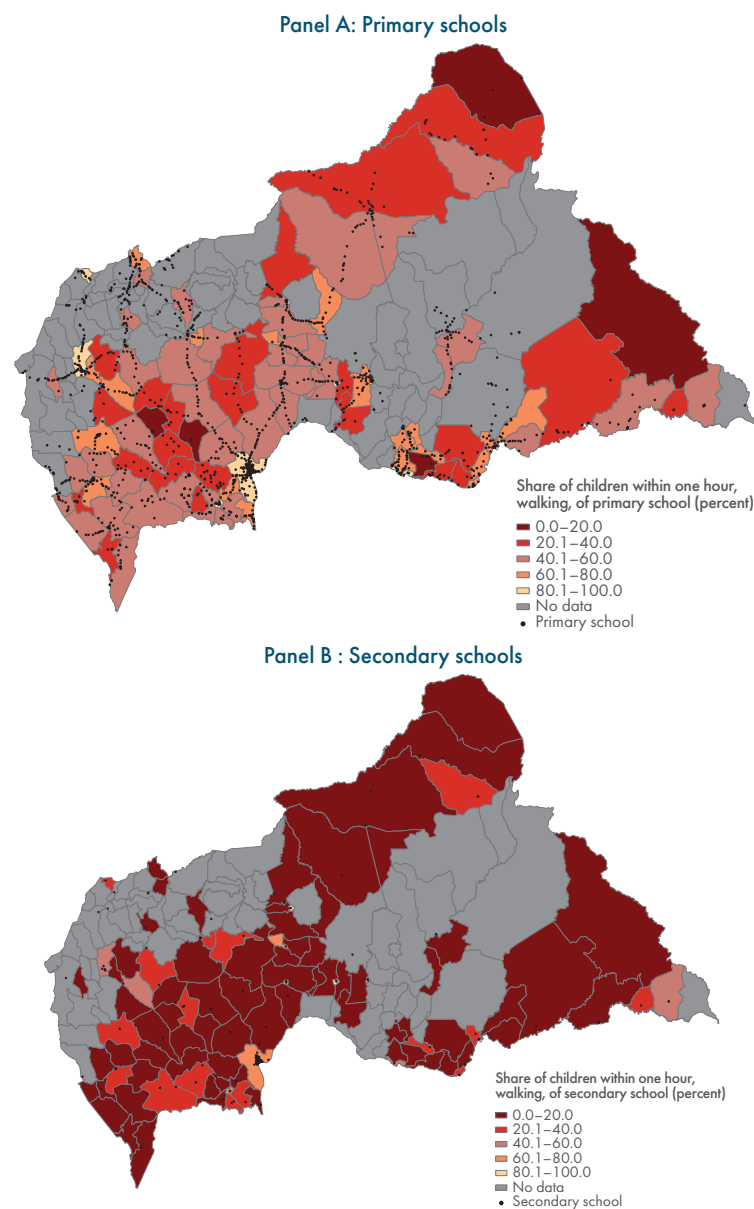 Panel A: Primary schools
Share of children within one hour,
walking, of primary school (percent)
0.0–20.0
20.1–40.0
40.1–60.0
60.1–80.0
80.1–100.0
No data
Primary school
Panel B : Secondary schools
Share of children within one hour,
walking, of secondary school (percent)
0.0–20.0
20.1–40.0
40.1–60.0
60.1–80.0
80.1–100.0
No data
Secondary school